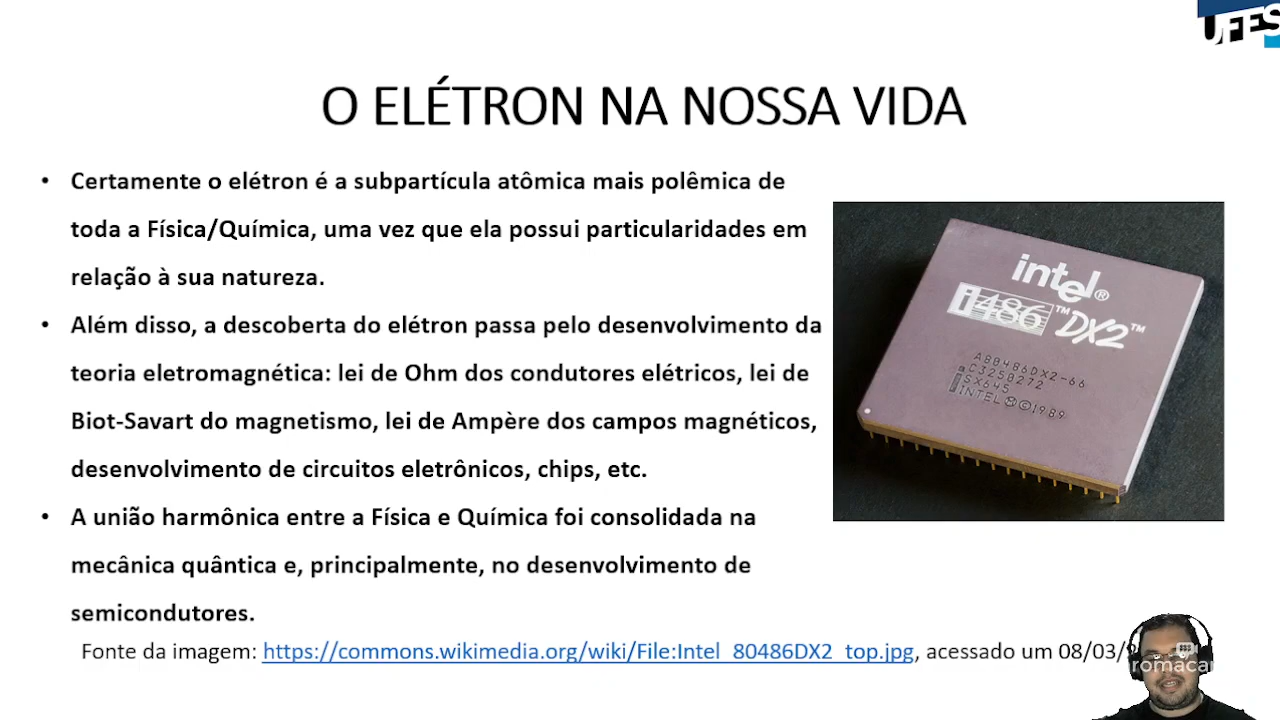 UFES
O ELÉTRON NA NOSSA VIDA
• Certamente o elétron é a subpartícula atômica mais polêmica de
toda a Física/Química, uma vez que ela possui particularidades em
relação à sua natureza.
• Além disso, a descoberta do elétron passa pelo desenvolvimento da
teoria eletromagnética: lei de Ohm dos condutores elétricos, lei de
Biot-Savart do magnetismo, lei de Ampère dos campos magnéticos,
desenvolvimento de circuitos eletrônicos, chips, etc.
• A união harmônica entre a Física e Química foi consolidada na
mecânica quântica e, principalmente, no desenvolvimento de
semicondutores.
intel®
i486™ DX2™
A80486DX2-66
C3258272
SX645
INTEL Ⓜ©1989
Fonte da imagem: https://commons.wikimedia.org/wiki/File:Intel_80486DX2_top.jpg, acessado um 08/03/